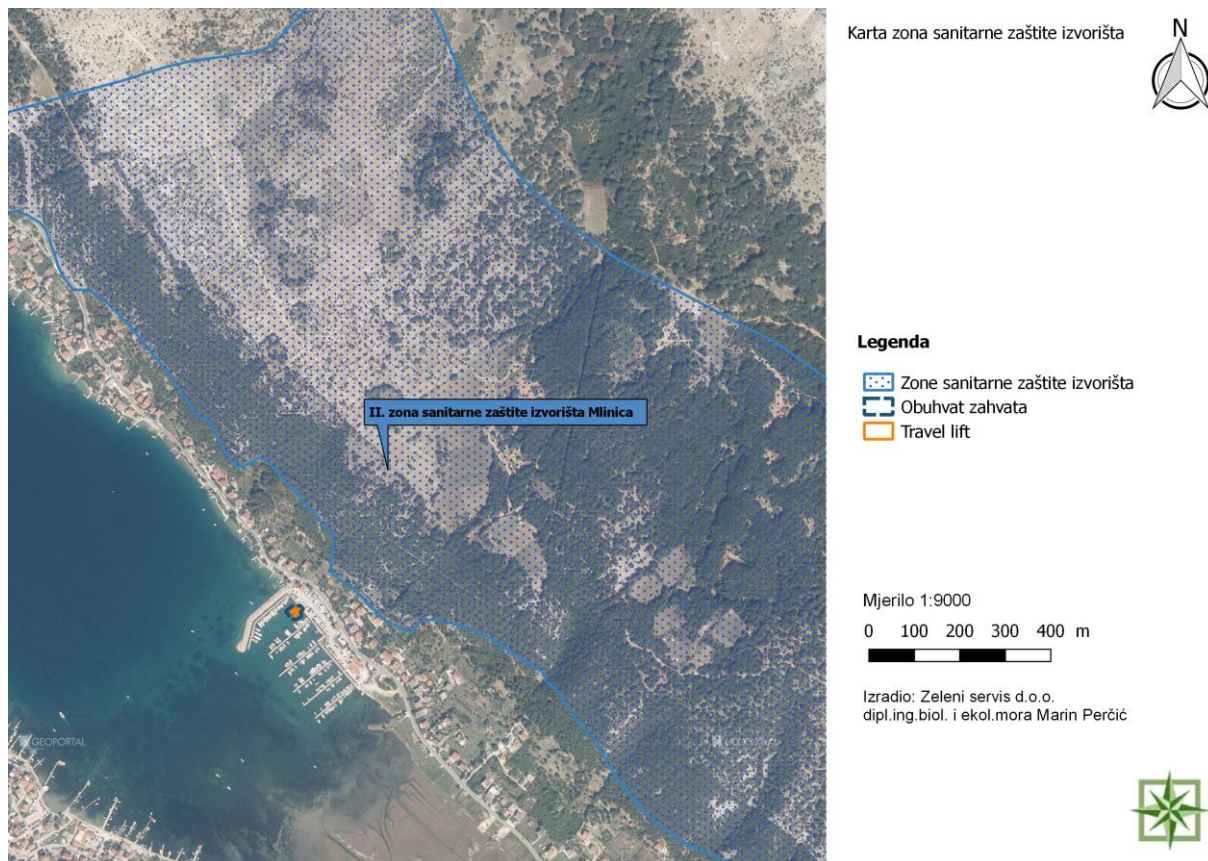 Karta zona sanitarne zaštite izvorišta
N
II. zona sanitarne zaštite izvorišta Mlinica
Legenda
Zone sanitarne zaštite izvorišta
Obuhvat zahvata
Travel lift
Mjerilo 1:9000
0 100 200 300 400 m
Izradio: Zeleni servis d.o.o.
dipl.ing.biol. i ekol.mora Marin Perčić
GEOPORTAL